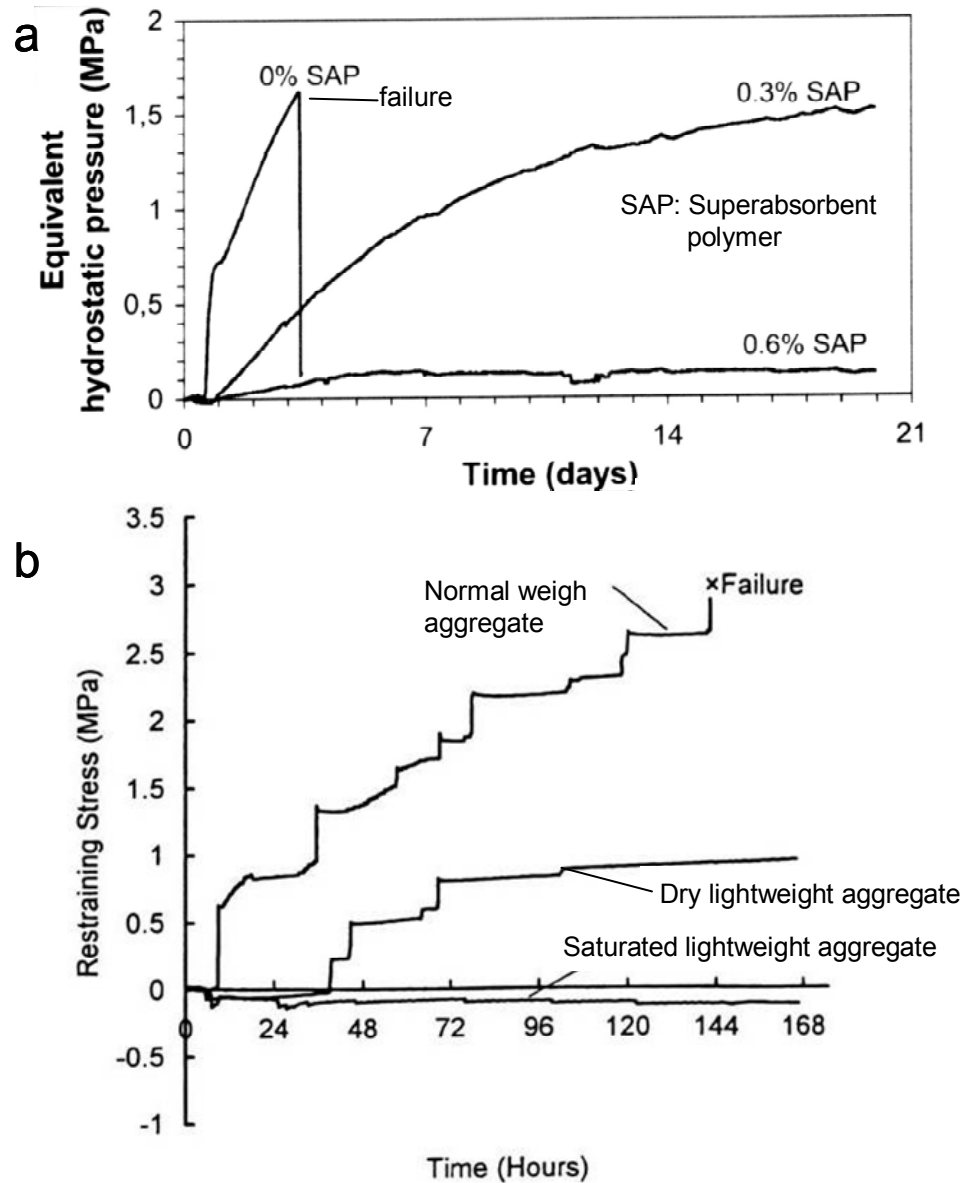 a
Equivalent
hydrostatic pressure (MPa)
2
1,5
1
0,5
0
0% SAP
failure
0.3% SAP
SAP: Superabsorbent
polymer
0.6% SAP
0
7
14
21
Time (days)
b
Restraining Stress (MPa)
3.5
3
2.5
2
1.5
1
0.5
0
-0.5
-1
Normal weigh
aggregate
×Failure
Dry lightweight aggregate
Saturated lightweight aggregate
0
24
48
72
96
120
144
168
Time (Hours)